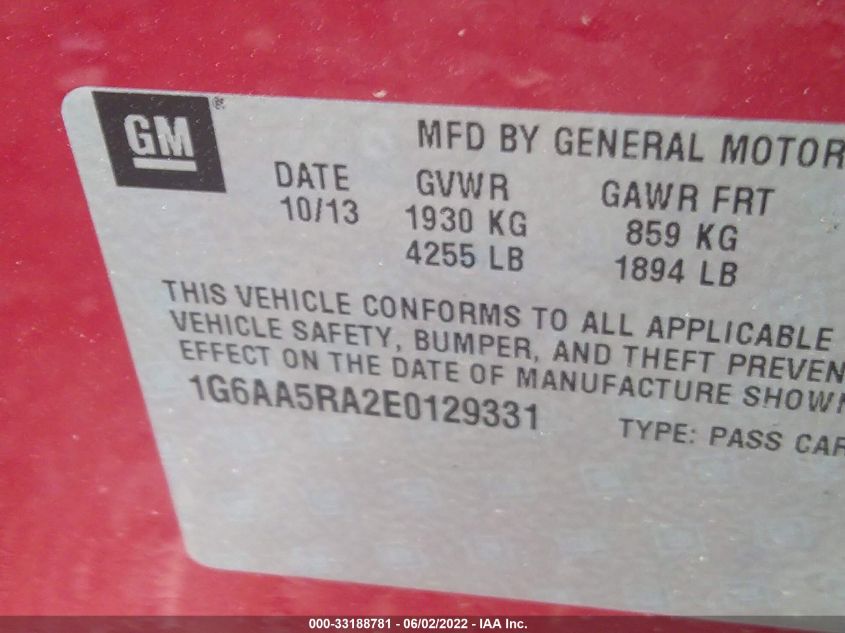 GM®
MFD BY GENERAL MOTOR
DATE GVWR GAWR FRT
10/13 1930 KG 859 KG
4255 LB 1894 LB
THIS VEHICLE CONFORMS TO ALL APPLICABLE
VEHICLE SAFETY, BUMPER, AND THEFT PREVEN
EFFECT ON THE DATE OF MANUFACTURE SHOWN
1G6AA5RA2E0129331 TYPE: PASS CAR
000-33188781 - 06/02/2022 - IAA Inc.